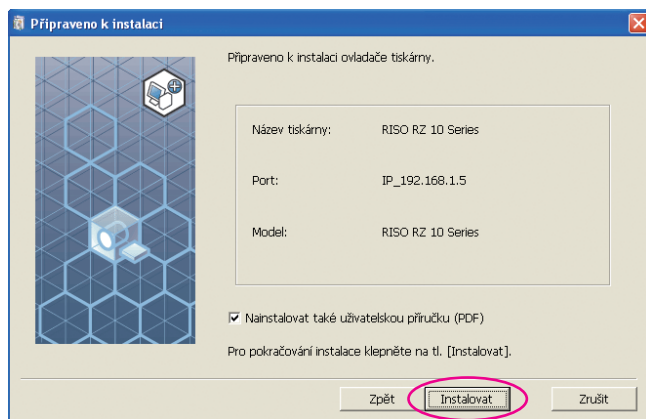 Připraveno k instalaci
Připraveno k instalaci ovladače tiskárny.
Název tiskárny: RISO RZ 10 Series
Port: IP_192.168.1.5
Model: RISO RZ 10 Series
Nainstalovat také uživatelskou příručku (PDF)
Pro pokračování instalace klepněte na tl. [Instalovat].
Zpět Instalovat Zrušit